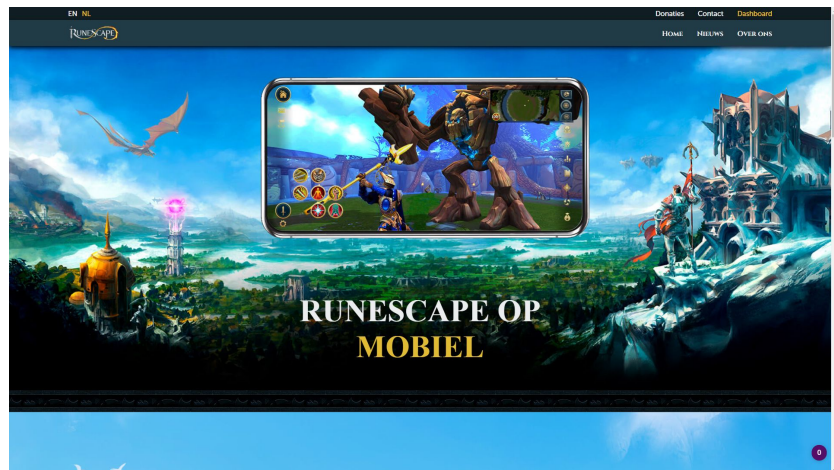 EN NL
Donaties Contact Dashboard
RUNESCAPE
HOME NIEUWS OVER ONS
RUNESCAPE OP
MOBIEL
0